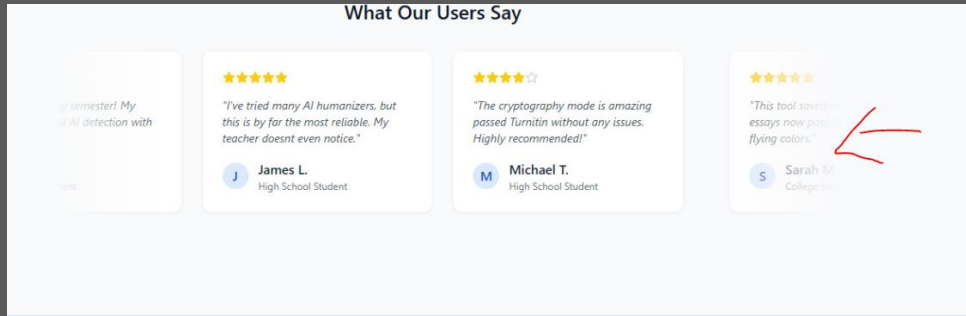 What Our Users Say
semester! My
AI detection with
"I've tried many AI humanizers, but
this is by far the most reliable. My
teacher doesnt even notice."
J
James L.
High School Student
"The cryptography mode is amazing
passed Turnitin without any issues.
Highly recommended!"
M
Michael T.
High School Student
"This tool saved
essays now
flying colors."
S
Sarah M.
College